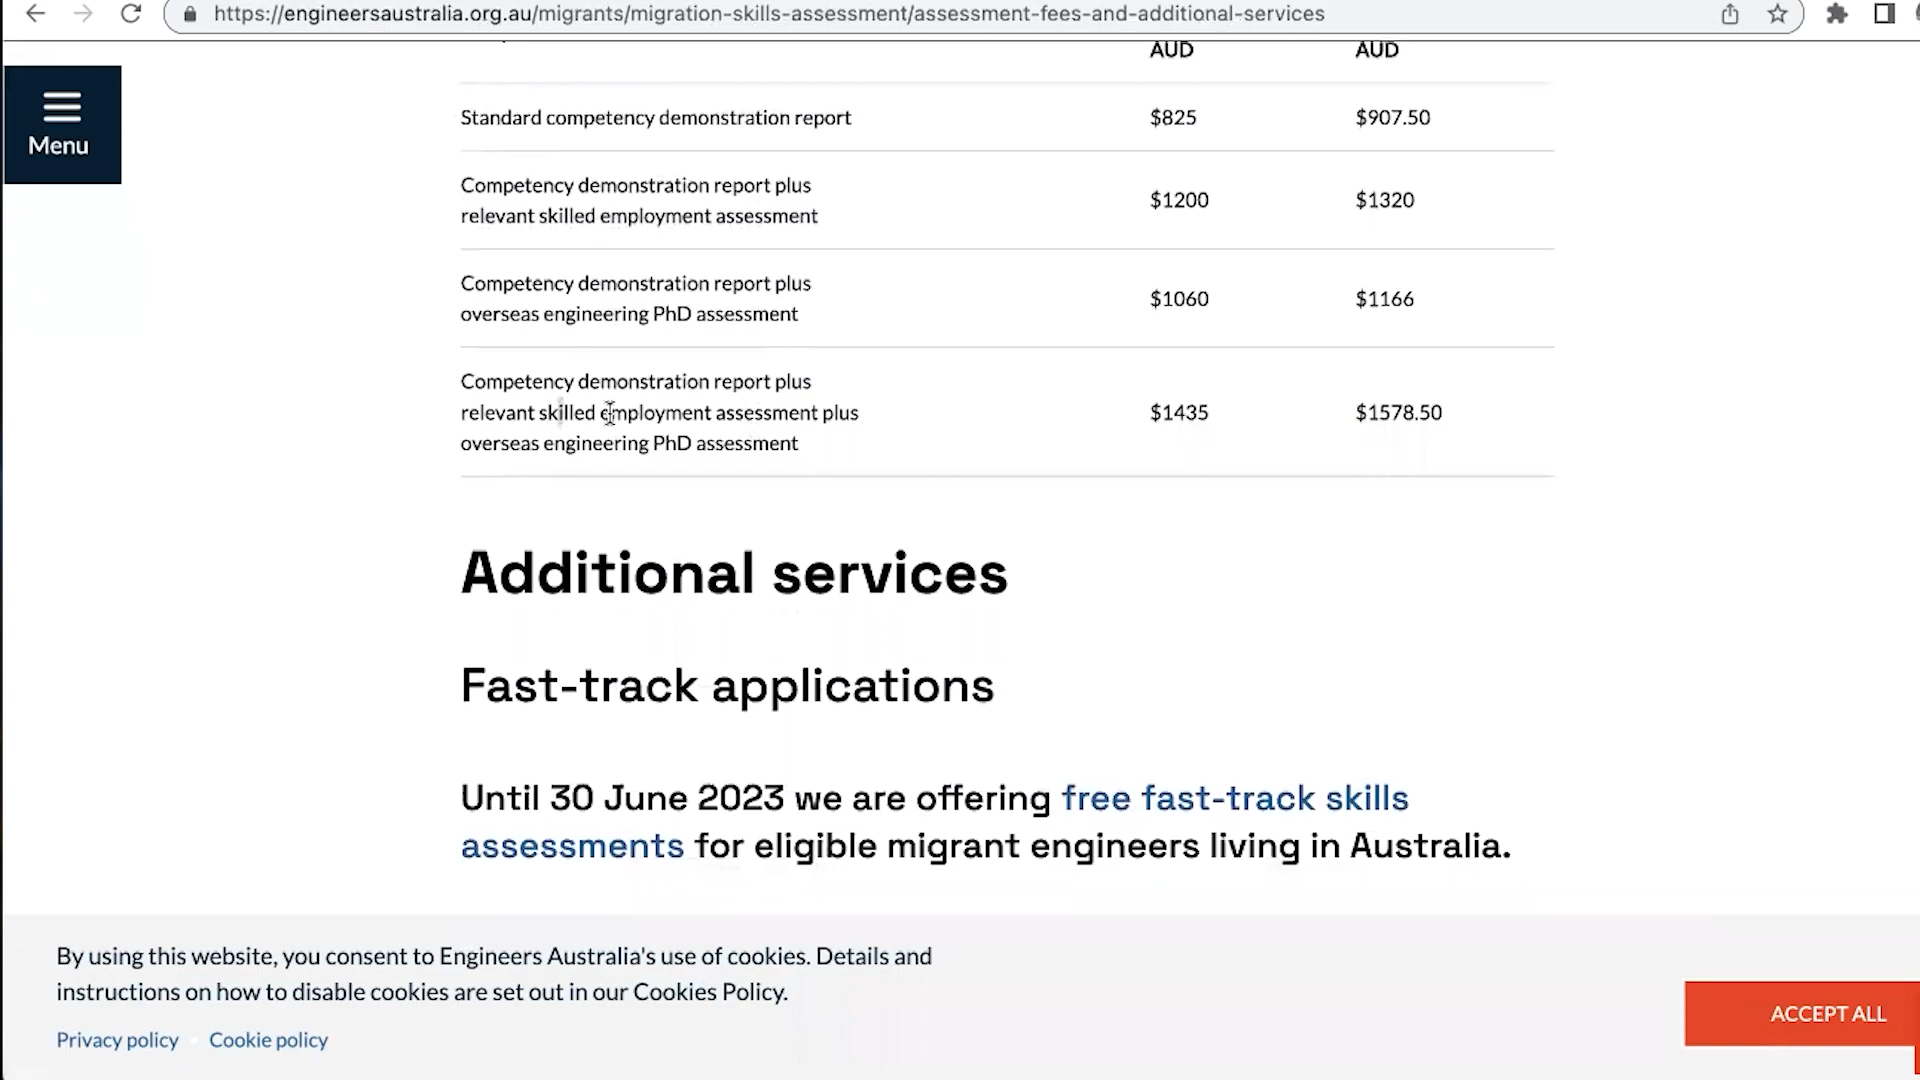 https://engineersaustralia.org.au/migrants/migration-skills-assessment/assessment-fees-and-additional-services
AUD AUD
Menu
Standard competency demonstration report $825 $907.50
Competency demonstration report plus
relevant skilled employment assessment $1200 $1320
Competency demonstration report plus
overseas engineering PhD assessment $1060 $1166
Competency demonstration report plus
relevant skilled employment assessment plus $1435 $1578.50
overseas engineering PhD assessment
Additional services
Fast-track applications
Until 30 June 2023 we are offering free fast-track skills
assessments for eligible migrant engineers living in Australia.
By using this website, you consent to Engineers Australia's use of cookies. Details and
instructions on how to disable cookies are set out in our Cookies Policy.
Privacy policy Cookie policy
ACCEPT ALL